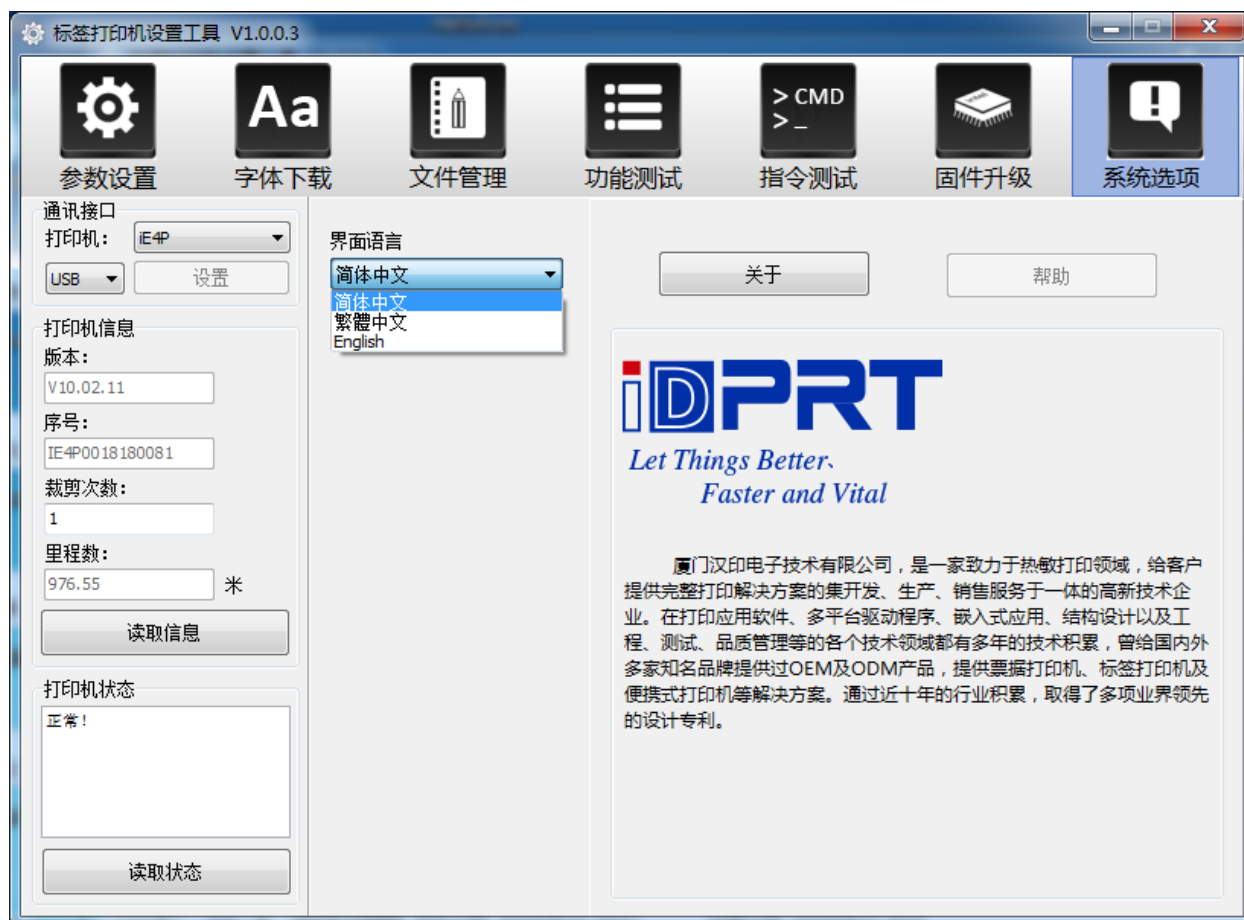 标签打印机设置工具 V1.0.0.3
Aa
> CMD
> _
参数设置
字体下载
文件管理
功能测试
指令测试
固件升级
系统选项
通讯接口
打印机: iE4P
USB 设置
打印机信息
版本:
V10.02.11
序号:
IE4P0018180081
裁剪次数:
1
里程数:
976.55 米
读取信息
打印机状态
正常!
读取状态
界面语言
简体中文
简体中文
繁體中文
English
关于
帮助
iDPRT
Let Things Better、
Faster and Vital
厦门汉印电子技术有限公司，是一家致力于热敏打印领域，给客户
提供完整打印解决方案的集开发、生产、销售服务于一体的高新技术企
业。在打印应用软件、多平台驱动程序、嵌入式应用、结构设计以及工
程、测试、品质管理等的各个技术领域都有多年的技术积累，曾给国内外
多家知名品牌提供过OEM及ODM产品，提供票据打印机、标签打印机及
便携式打印机等解决方案。通过近十年的行业积累，取得了多项业界领先
的设计专利。